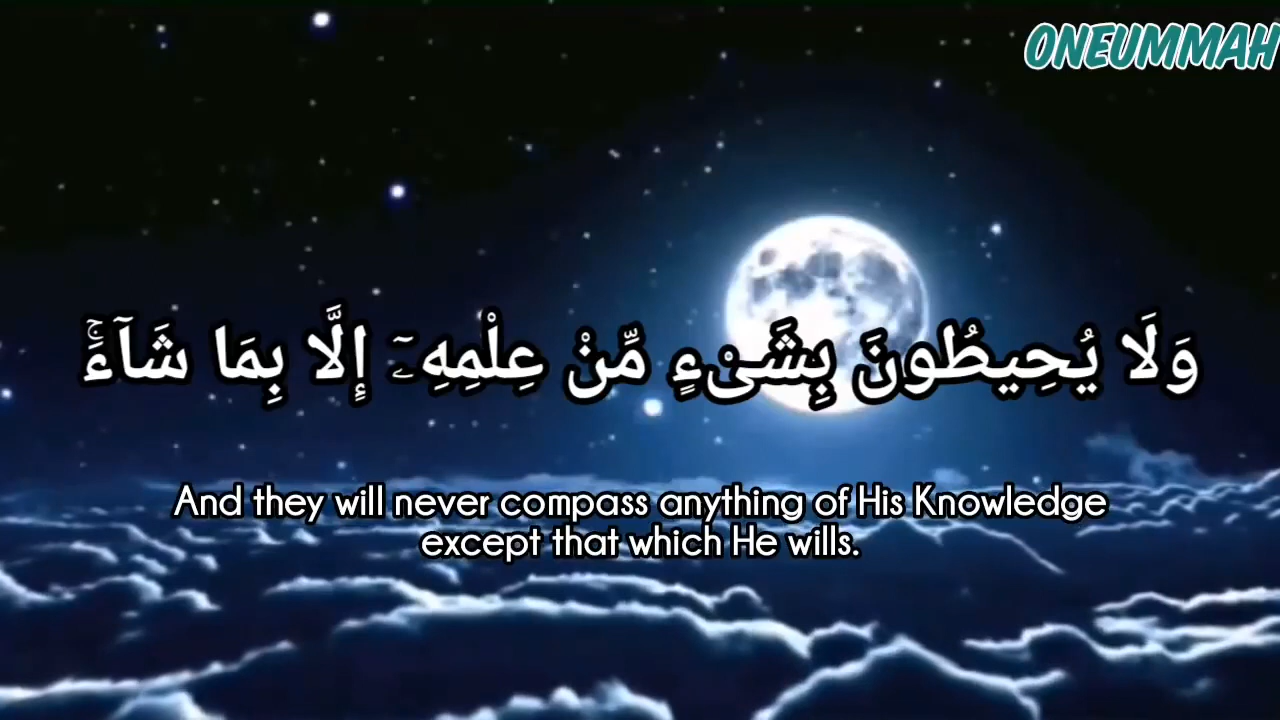 ONEUMMAH
وَلَا يُحِيطُونَ بِشَىْءٍ مِّنْ عِلْمِهِۦٓ إِلَّا بِمَا شَآءَۚ
And they will never compass anything of His Knowledge
except that which He wills.